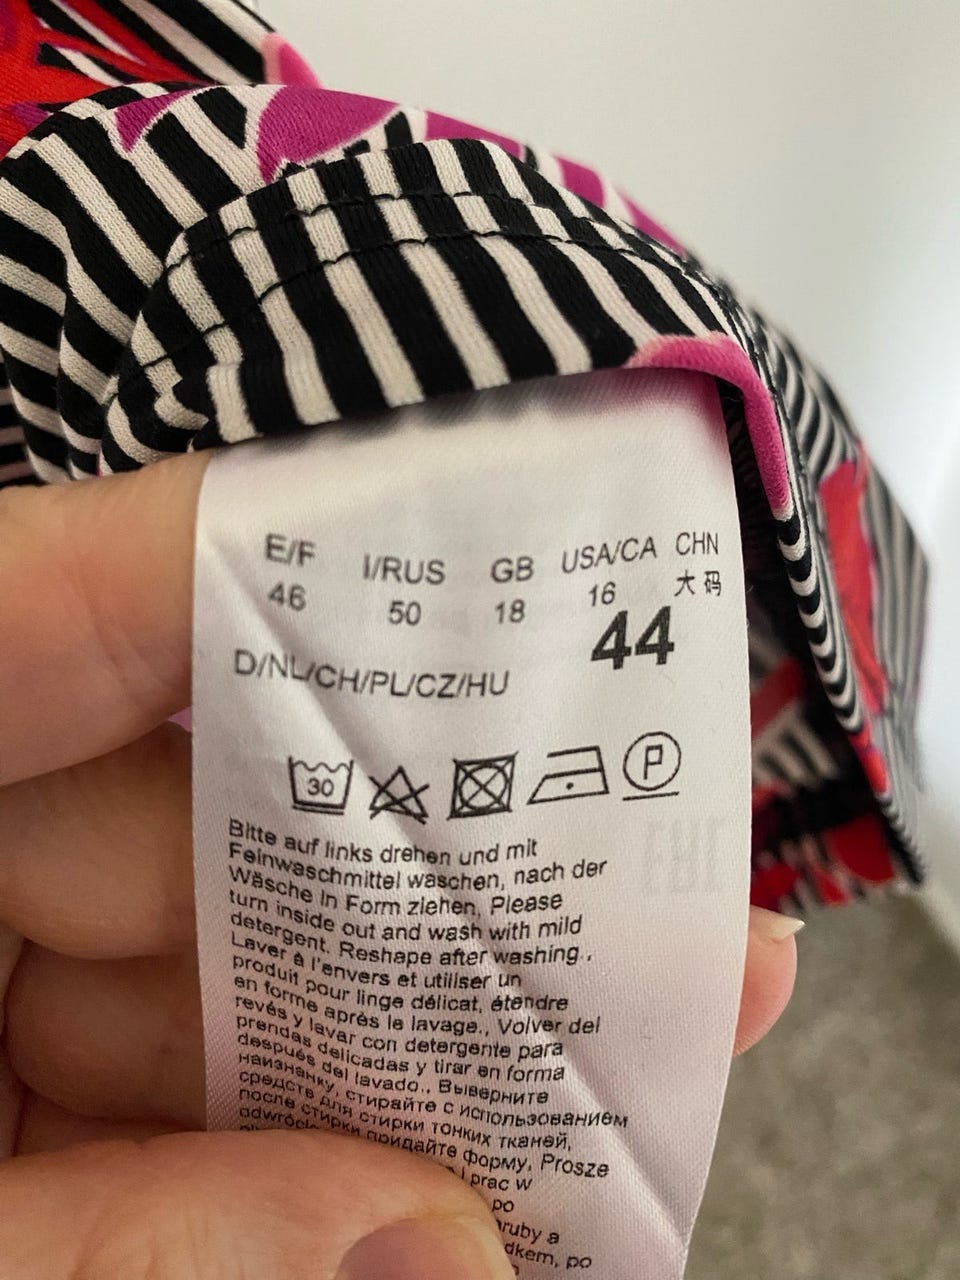 E/F I/RUS GB USA/CA CHN
46 50 18 16 大码
D/NL/CH/PL/CZ/HU 44
30 P
Bitte auf links drehen und mit
Feinwaschmittel waschen, nach der
Wäsche in Form ziehen, Please
turn inside out and wash with mild
detergent. Reshape after washing.,
Laver à l'envers et utiliser un
produit pour linge délicat, étendre
en forme après le lavage., Volver del
revés y lavar con detergente para
prendas delicadas y tirar en forma
después del lavado., Выверните
наизнанку, стирайте с использованием
средств для стирки тонких тканей,
после стирки придайте форму, Prosze
prac w
po
dkem, po